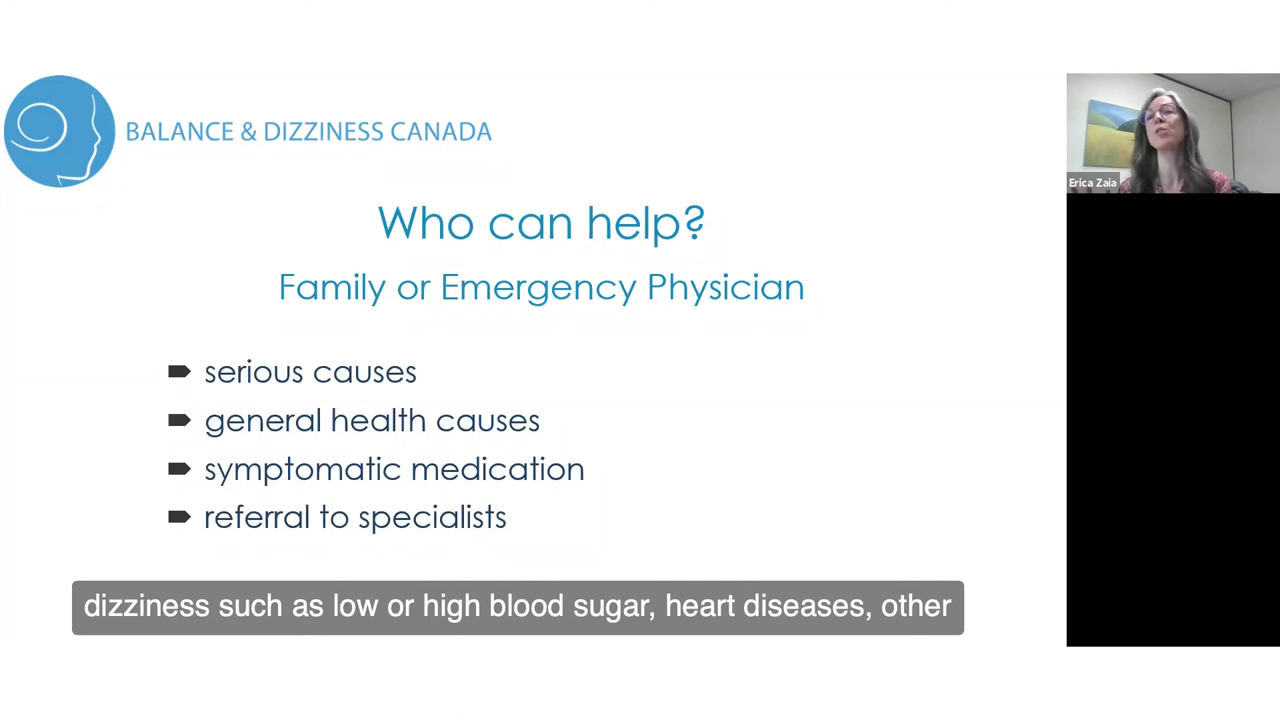 BALANCE & DIZZINESS CANADA
Erica Zaia
Who can help?
Family or Emergency Physician
serious causes
general health causes
symptomatic medication
referral to specialists
dizziness such as low or high blood sugar, heart diseases, other